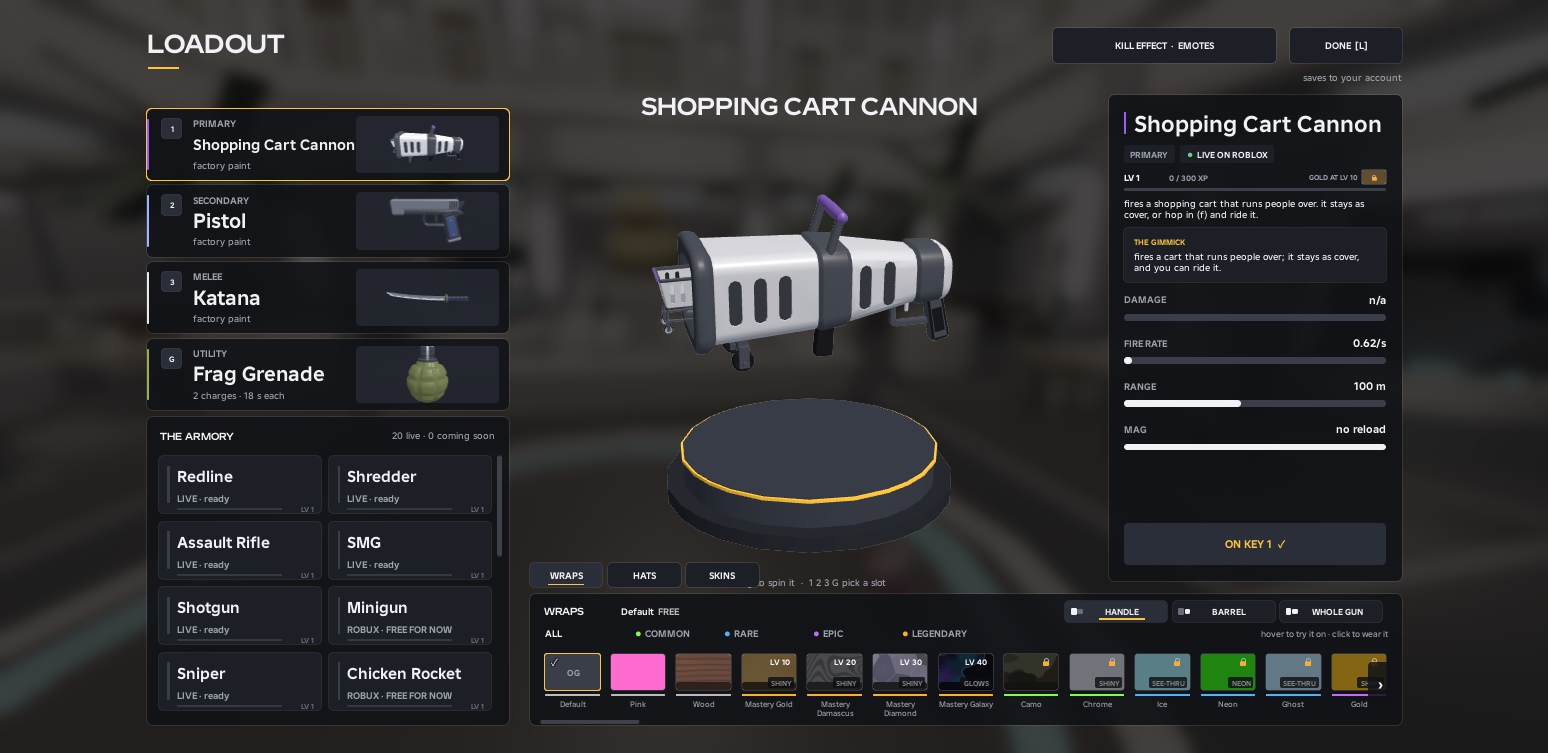 LOADOUT
KILL EFFECT · EMOTES
DONE [L]
saves to your account
SHOPPING CART CANNON
1
PRIMARY
Shopping Cart Cannon
factory paint
2
SECONDARY
Pistol
factory paint
3
MELEE
Katana
factory paint
G
UTILITY
Frag Grenade
2 charges · 18 s each
THE ARMORY
20 live · 0 coming soon
Redline
LIVE · ready
LV 1
Shredder
LIVE · ready
LV 1
Assault Rifle
LIVE · ready
LV 1
SMG
LIVE · ready
LV 1
Shotgun
LIVE · ready
LV 1
Minigun
ROBUX · FREE FOR NOW
LV 1
Sniper
LIVE · ready
LV 1
Chicken Rocket
ROBUX · FREE FOR NOW
LV 1
Shopping Cart Cannon
PRIMARY
LIVE ON ROBLOX
LV 1
0 / 300 XP
GOLD AT LV 10
fires a shopping cart that runs people over. it stays as
cover, or hop in (f) and ride it.
THE GIMMICK
fires a cart that runs people over; it stays as cover,
and you can ride it.
DAMAGE
n/a
FIRE RATE
0.62/s
RANGE
100 m
MAG
no reload
ON KEY 1 ✓
WRAPS
HATS
SKINS
to spin it · 1 2 3 G pick a slot
WRAPS
Default FREE
HANDLE
BARREL
WHOLE GUN
ALL
COMMON
RARE
EPIC
LEGENDARY
hover to try it on · click to wear it
✓
OG
Default
Pink
Wood
LV 10
SHINY
Mastery Gold
LV 20
SHINY
Mastery
Damascus
LV 30
SHINY
Mastery
Diamond
LV 40
GLOWS
Mastery Galaxy
Camo
SHINY
Chrome
SEE-THRU
Ice
NEON
Neon
SEE-THRU
Ghost
Gold
›